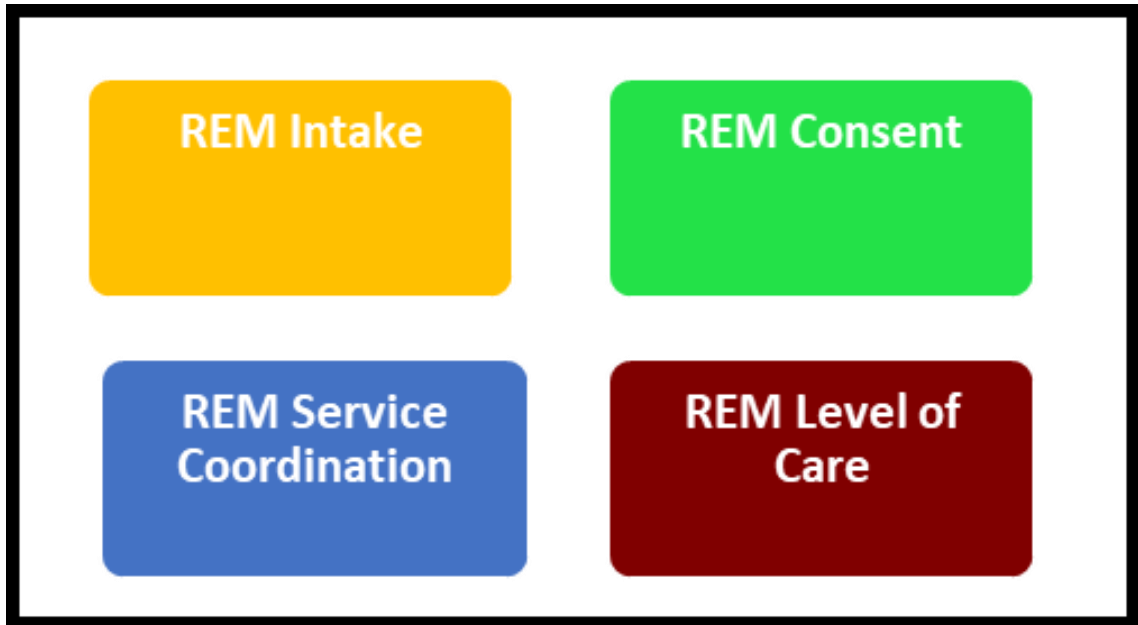 REM Intake
REM Consent
REM Service
Coordination
REM Level of
Care